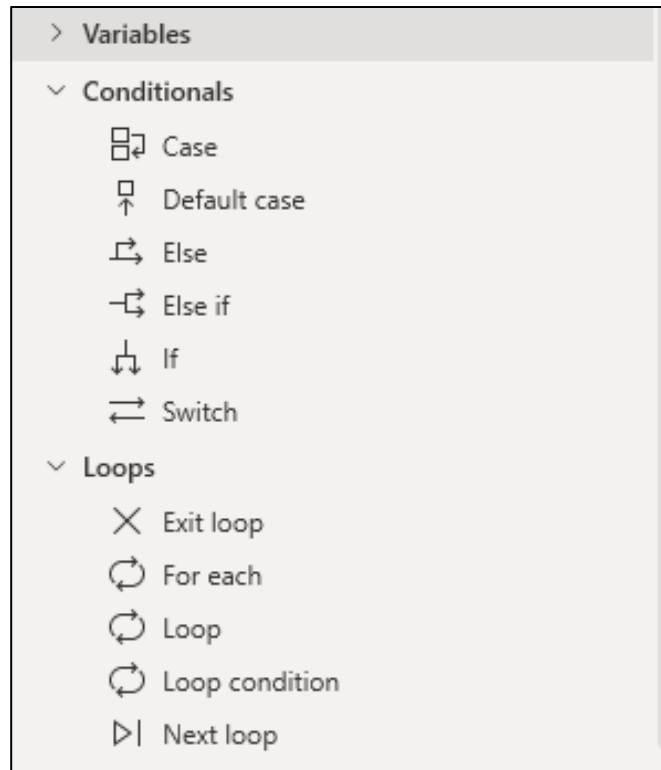 Variables
Conditionals
Case
Default case
Else
Else if
If
Switch
Loops
Exit loop
For each
Loop
Loop condition
Next loop